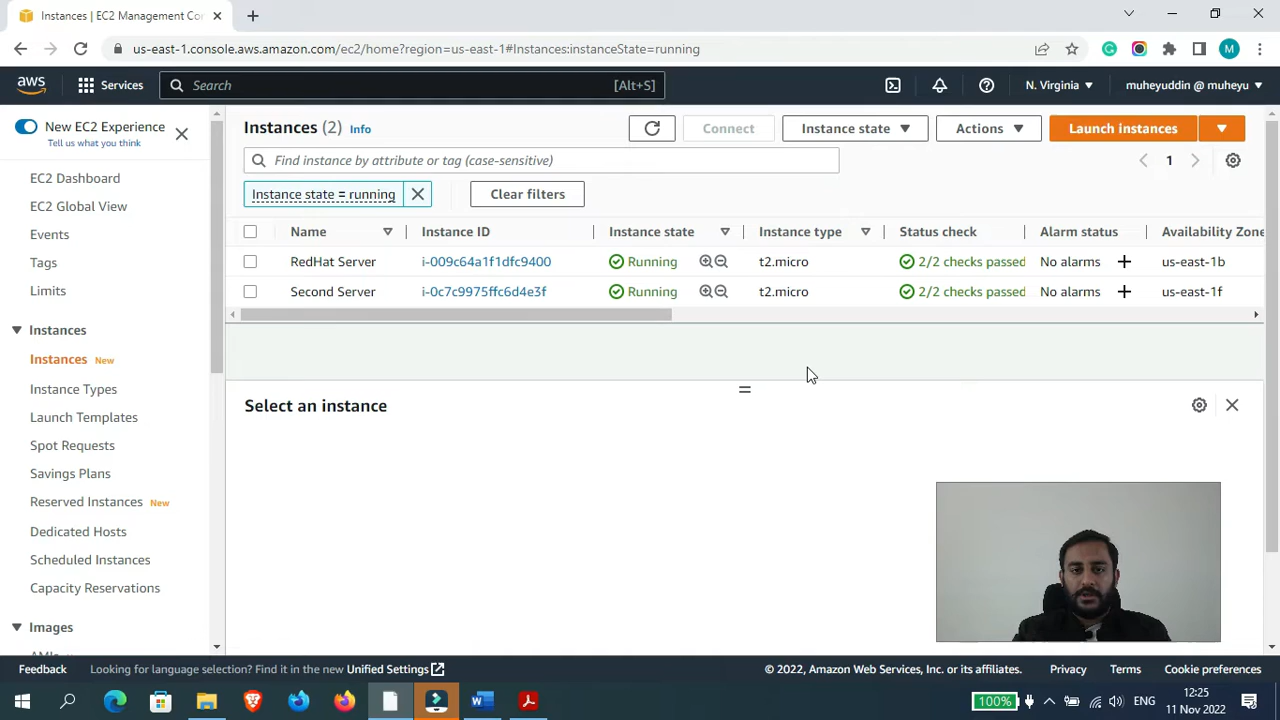 Instances | EC2 Management Co
us-east-1.console.aws.amazon.com/ec2/home?region=us-east-1#Instances:instanceState=running
M
aws
Services
Search
[Alt+S]
N. Virginia
muheyuddin @ muheyu
New EC2 Experience
Tell us what you think
EC2 Dashboard
EC2 Global View
Events
Tags
Limits
Instances
Instances New
Instance Types
Launch Templates
Spot Requests
Savings Plans
Reserved Instances New
Dedicated Hosts
Scheduled Instances
Capacity Reservations
Images
Instances (2) Info
Connect
Instance state
Actions
Launch instances
Find instance by attribute or tag (case-sensitive)
1
Instance state = running
Clear filters
Name Instance ID Instance state Instance type Status check Alarm status Availability Zone
RedHat Server i-009c64a1f1dfc9400 Running t2.micro 2/2 checks passed No alarms + us-east-1b
Second Server i-0c7c9975ffc6d4e3f Running t2.micro 2/2 checks passed No alarms + us-east-1f
Select an instance
Feedback Looking for language selection? Find it in the new Unified Settings © 2022, Amazon Web Services, Inc. or its affiliates. Privacy Terms Cookie preferences
100% ENG
12:25
11 Nov 2022